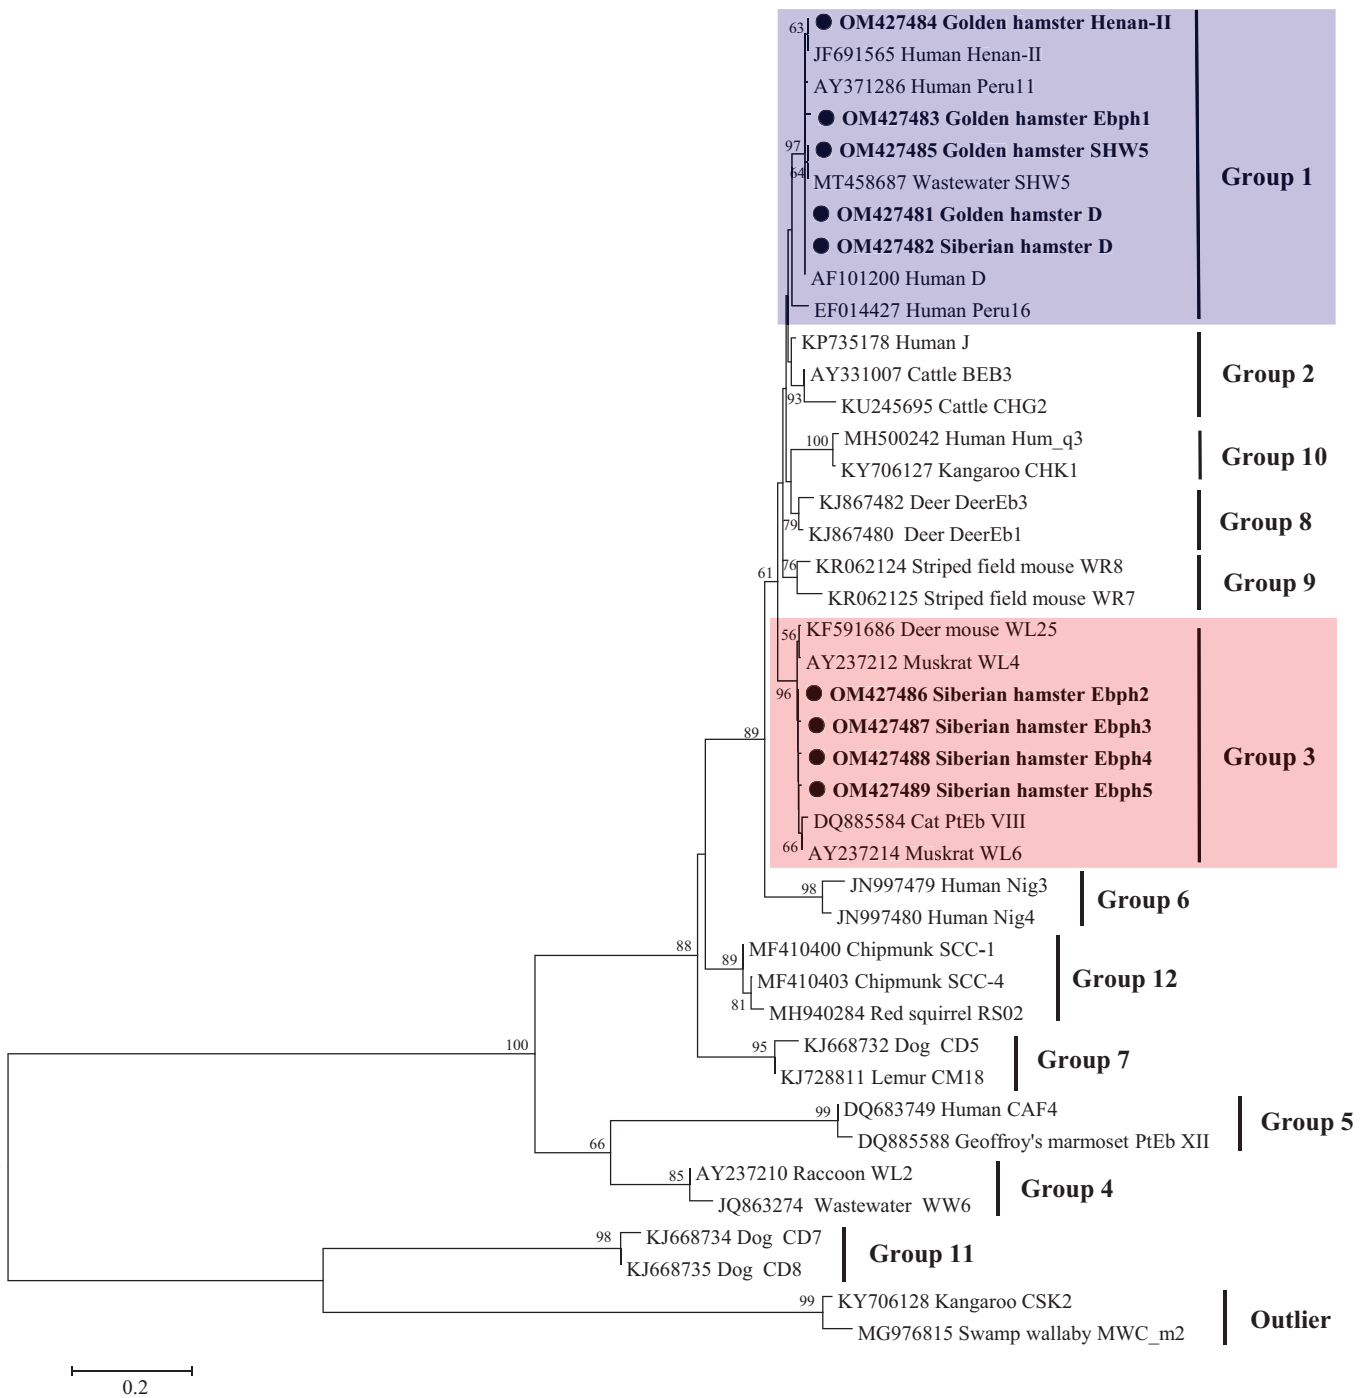 63
OM427484 Golden hamster Henan-II
JF691565 Human Henan-II
AY371286 Human Peru11
OM427483 Golden hamster Ebph1
97
OM427485 Golden hamster SHW5
64
MT458687 Wastewater SHW5
Group 1
OM427481 Golden hamster D
OM427482 Siberian hamster D
AF101200 Human D
EF014427 Human Peru16
KP735178 Human J
AY331007 Cattle BEB3
Group 2
93
KU245695 Cattle CHG2
100
MH500242 Human Hum_q3
Group 10
KY706127 Kangaroo CHK1
KJ867482 Deer DeerEb3
Group 8
79
KJ867480 Deer DeerEb1
76
KR062124 Striped field mouse WR8
61
Group 9
KR062125 Striped field mouse WR7
56
KF591686 Deer mouse WL25
AY237212 Muskrat WL4
96
OM427486 Siberian hamster Ebph2
OM427487 Siberian hamster Ebph3
89
OM427488 Siberian hamster Ebph4
Group 3
OM427489 Siberian hamster Ebph5
DQ885584 Cat PtEb VIII
66
AY237214 Muskrat WL6
98
JN997479 Human Nig3
Group 6
JN997480 Human Nig4
88
MF410400 Chipmunk SCC-1
89
MF410403 Chipmunk SCC-4
Group 12
81
MH940284 Red squirrel RS02
100
95
KJ668732 Dog CD5
Group 7
KJ728811 Lemur CM18
99
DQ683749 Human CAF4
Group 5
66
DQ885588 Geoffroy's marmoset PtEb XII
85
AY237210 Raccoon WL2
Group 4
JQ863274 Wastewater WW6
98
KJ668734 Dog CD7
Group 11
KJ668735 Dog CD8
99
KY706128 Kangaroo CSK2
Outlier
MG976815 Swamp wallaby MWC_m2
0.2